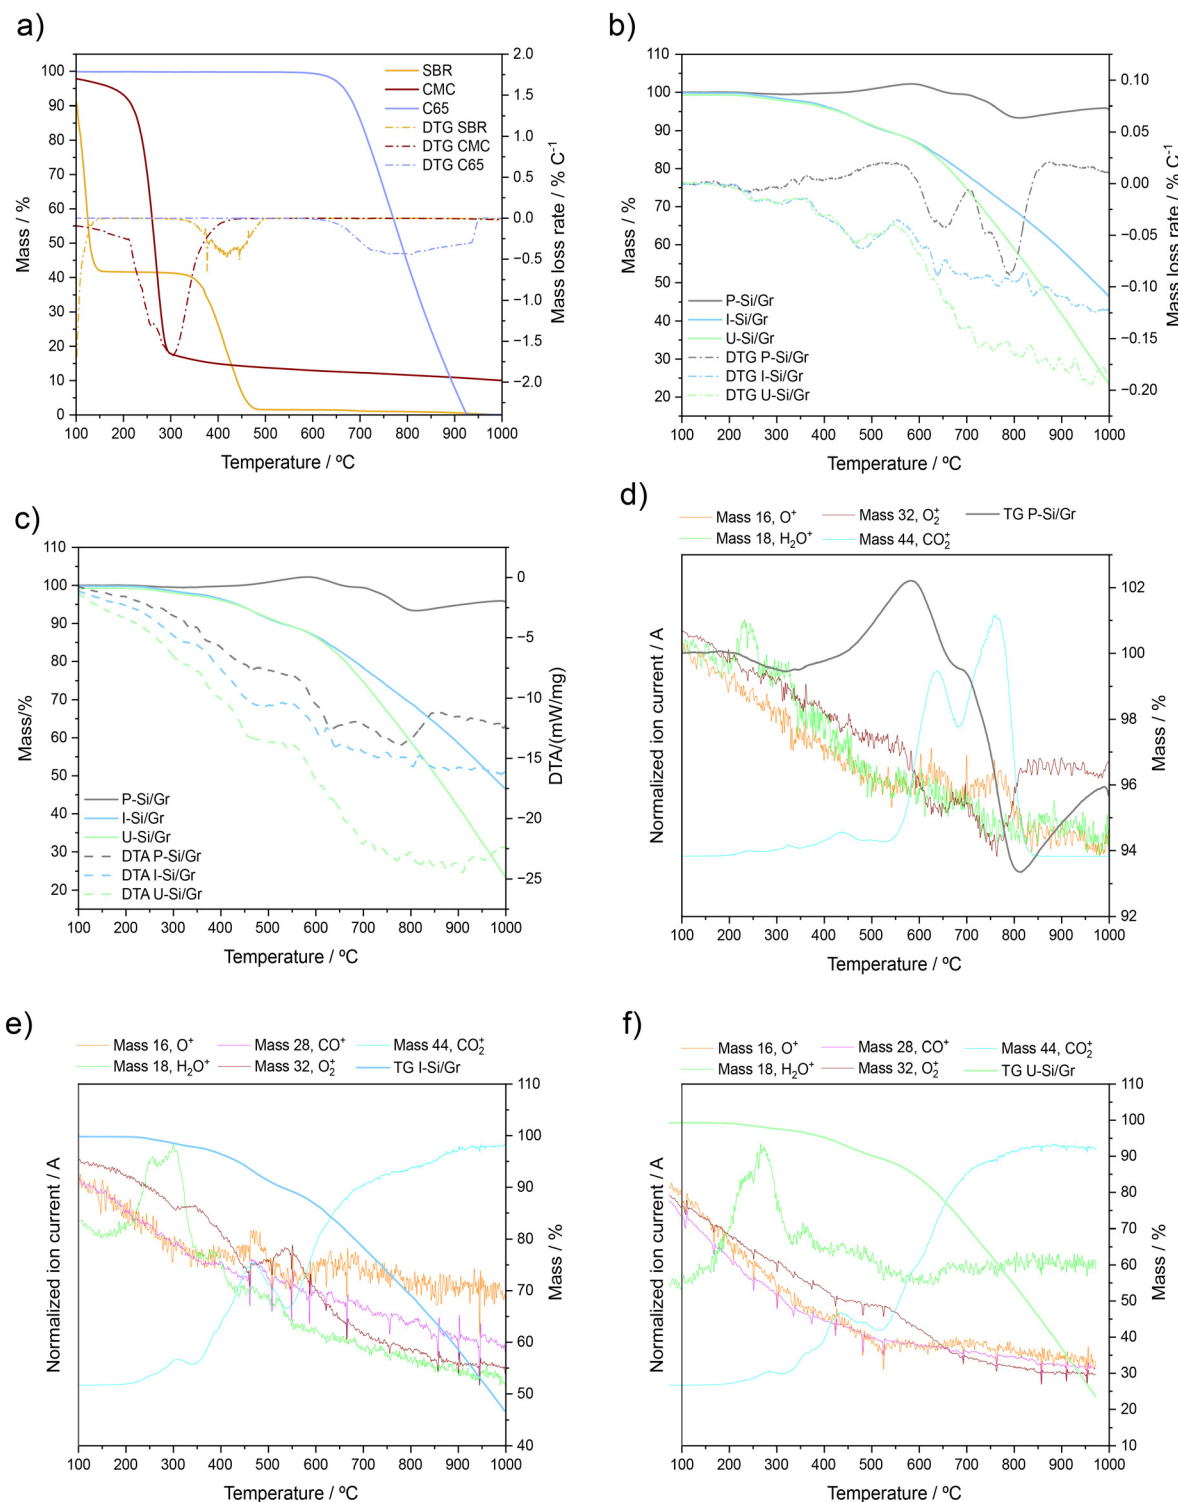 a)
SBR
CMC
C65
DTG SBR
DTG CMC
DTG C65
100
90
80
70
60
50
40
30
20
10
0
2.0
1.5
1.0
0.5
0.0
−0.5
−1.0
−1.5
−2.0
100 200 300 400 500 600 700 800 900 1000
Mass / %
Mass loss rate / % C⁻¹
Temperature / ºC
b)
110
100
90
80
70
60
50
40
30
20
0.10
0.05
0.00
−0.05
−0.10
−0.15
−0.20
P-Si/Gr
I-Si/Gr
U-Si/Gr
DTG P-Si/Gr
DTG I-Si/Gr
DTG U-Si/Gr
100 200 300 400 500 600 700 800 900 1000
Mass / %
Mass loss rate / % C⁻¹
Temperature / ºC
c)
110
100
90
80
70
60
50
40
30
20
0
−5
−10
−15
−20
−25
P-Si/Gr
I-Si/Gr
U-Si/Gr
DTA P-Si/Gr
DTA I-Si/Gr
DTA U-Si/Gr
100 200 300 400 500 600 700 800 900 1000
Mass/%
DTA/(mW/mg)
Temperature / ºC
d)
Mass 16, O⁺ Mass 32, O₂⁺ TG P-Si/Gr
Mass 18, H₂O⁺ Mass 44, CO₂⁺
102
100
98
96
94
92
100 200 300 400 500 600 700 800 900 1000
Normalized ion current / A
Mass / %
Temperature / ºC
e)
Mass 16, O⁺ Mass 28, CO⁺ Mass 44, CO₂⁺
Mass 18, H₂O⁺ Mass 32, O₂⁺ TG I-Si/Gr
110
100
90
80
70
60
50
40
100 200 300 400 500 600 700 800 900 1000
Normalized ion current / A
Mass / %
Temperature / ºC
f)
Mass 16, O⁺ Mass 28, CO⁺ Mass 44, CO₂⁺
Mass 18, H₂O⁺ Mass 32, O₂⁺ TG U-Si/Gr
110
100
90
80
70
60
50
40
30
20
10
100 200 300 400 500 600 700 800 900 1000
Normalized ion current / A
Mass / %
Temperature / ºC